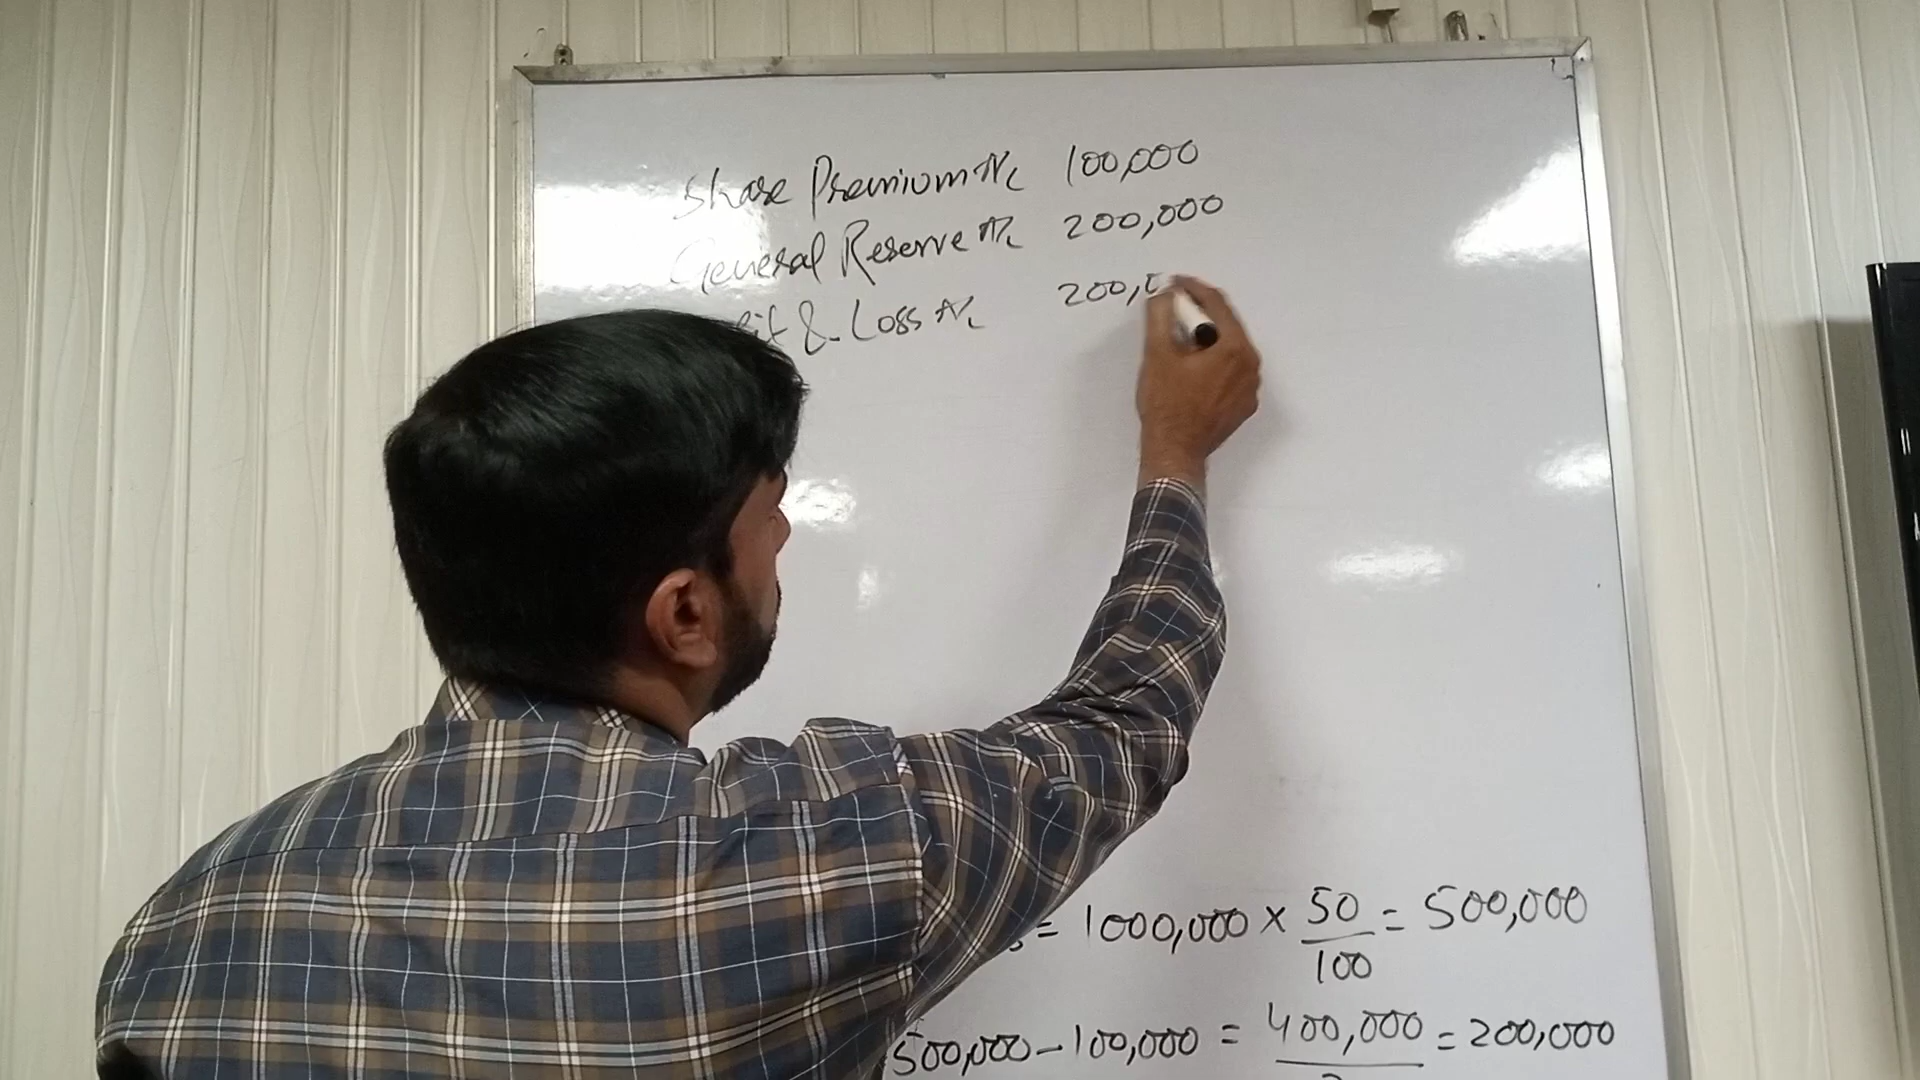 Share Premium A/c 100,000
General Reserve A/c 200,000
& Loss A/c 200,0
= 1000,000 × 50/100 = 500,000
500,000 – 100,000 = 400,000 = 200,000